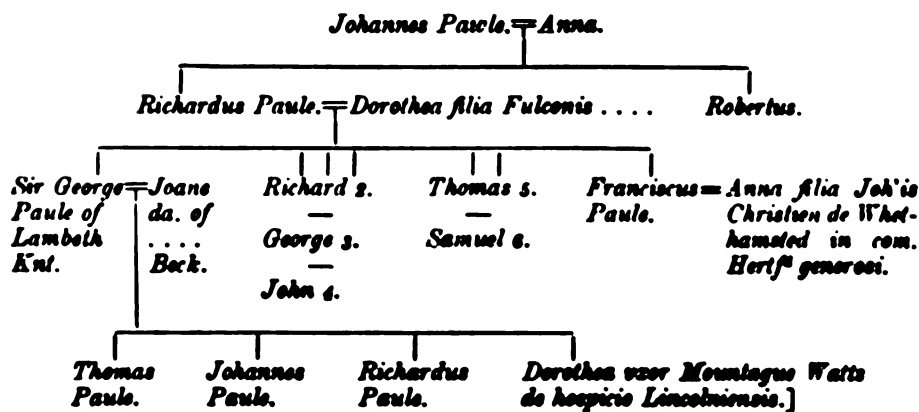 Johannes Pawle. = Anna.
Richardus Paule. = Dorothea filia Fulconis . . . . Robertus.
Sir George = Joane Richard 2. Thomas 5. Franciscus = Anna filia Joh'is
Paule of da. of — — Paule. Christien de Whet-
Lambeth . . . . George 3. Samuel 6. hamsted in com.
Knt. Beck. — Hertf^s generosi.
John 4.
Thomas Johannes Richardus Dorothea vxor Mountague Watts
Paule. Paule. Paule. de hospicio Lincolniensis.]